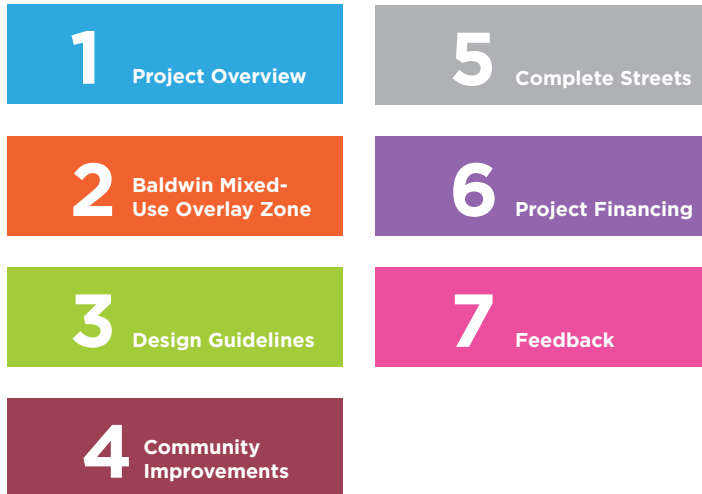 1 Project Overview
2 Baldwin Mixed-
Use Overlay Zone
3 Design Guidelines
4 Community
Improvements
5 Complete Streets
6 Project Financing
7 Feedback